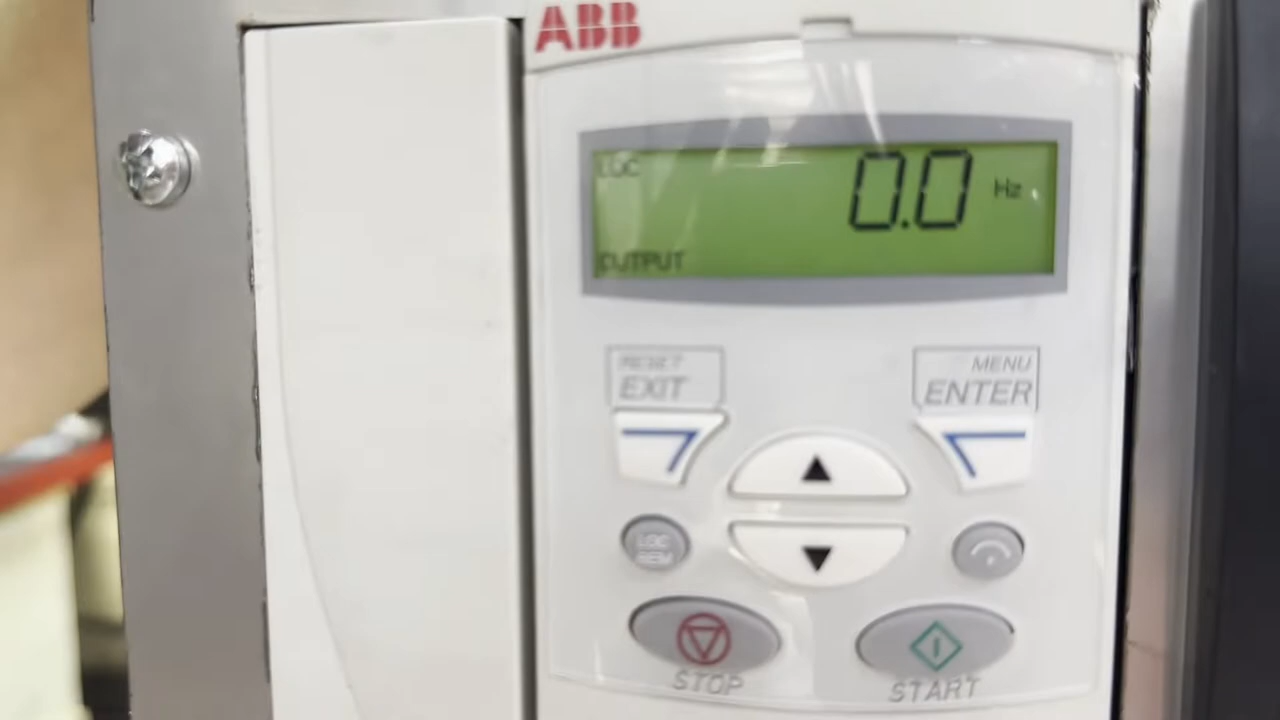 ABB
LOC
0.0 Hz
OUTPUT
RESET
EXIT
MENU
ENTER
LOC
REM
STOP
START